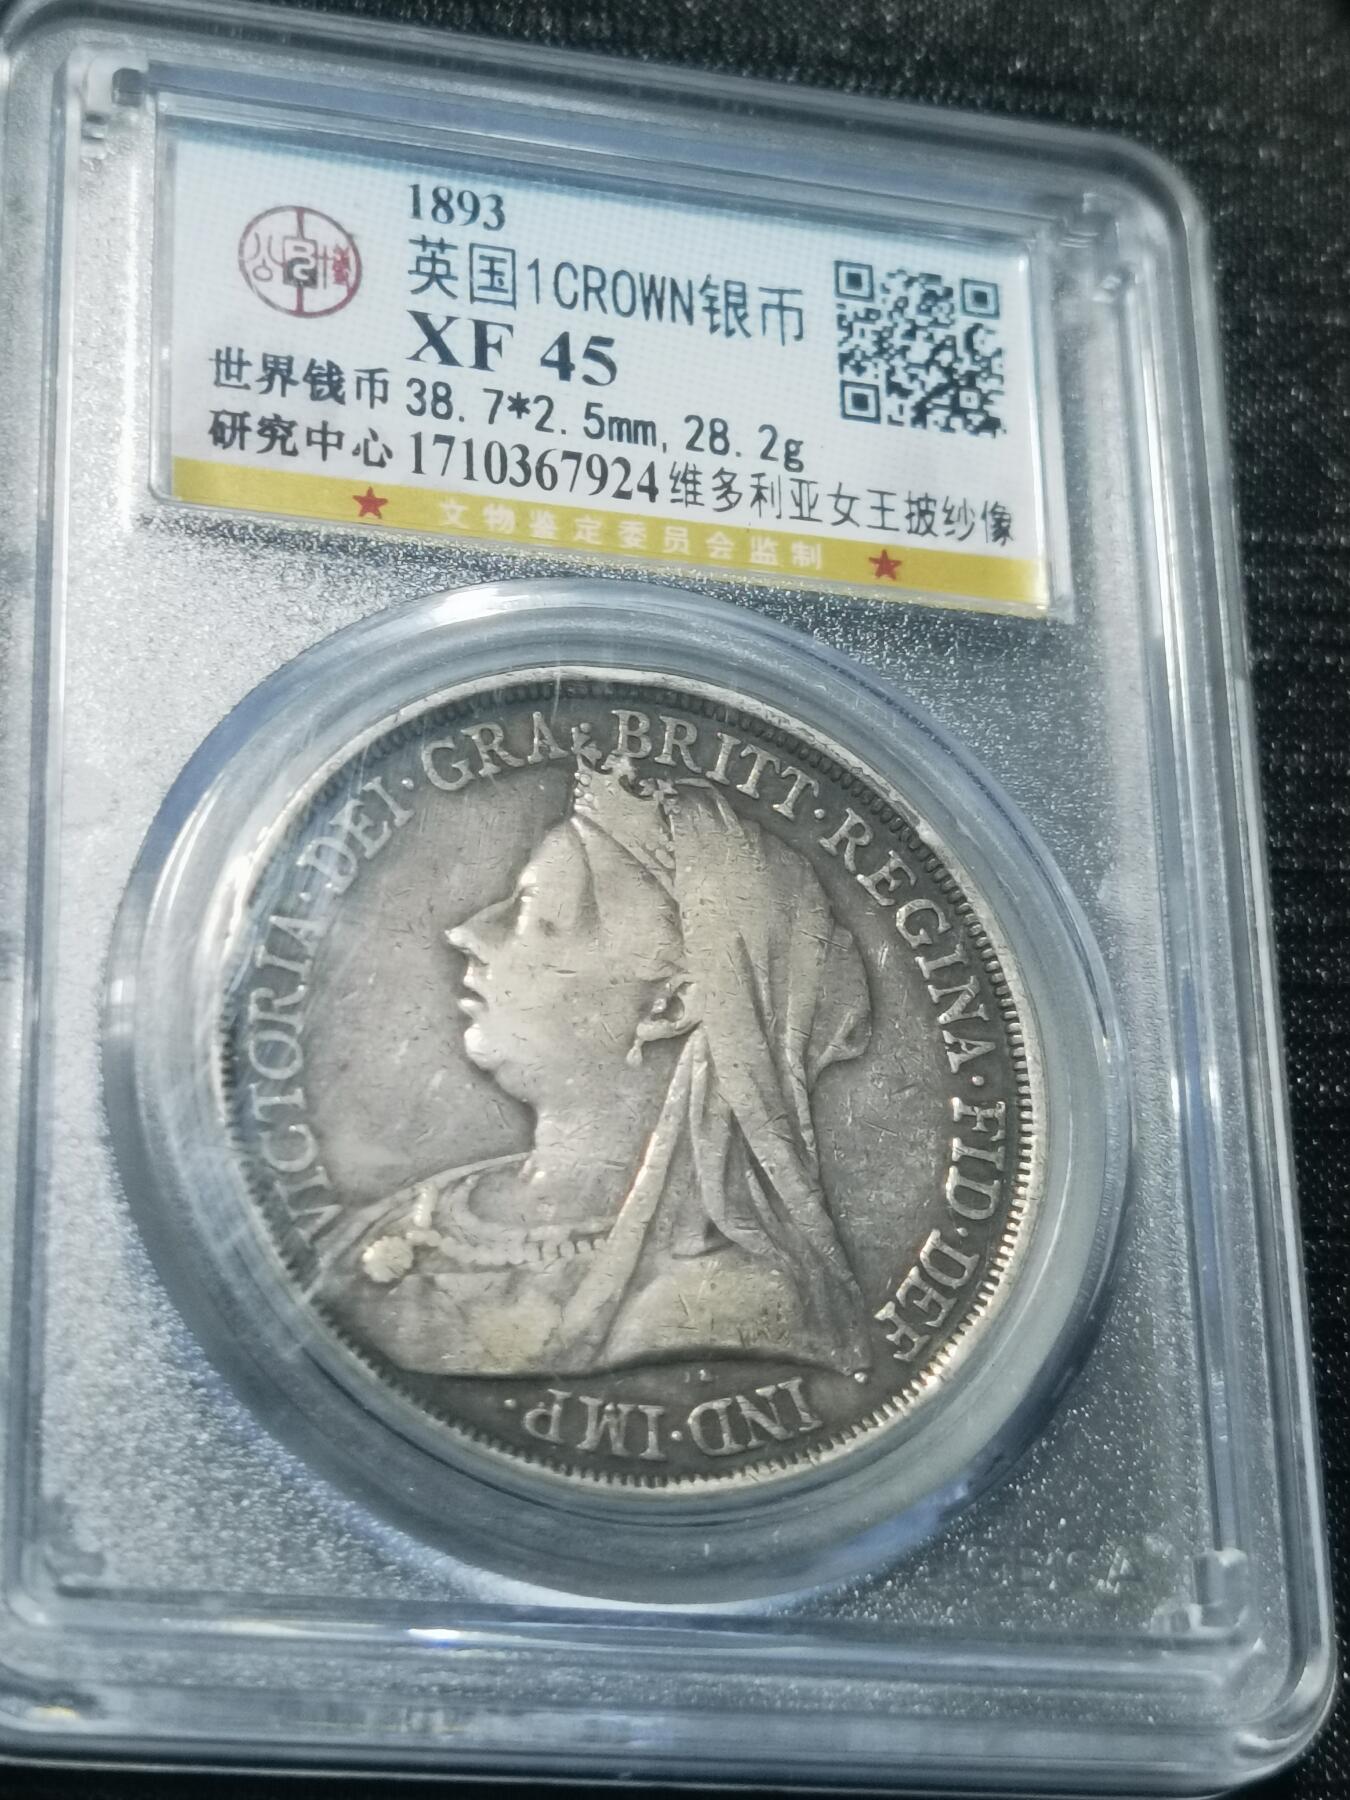 1893
英国1CROWN银币
XF 45
世界钱币
研究中心
38.7*2.5mm,28.2g
1710367924维多利亚女王披纱像
★ 文物鉴定委员会监制 ★
VICTORIA·DEI·GRA·BRITT·REGINA·FID·DEF·
IND·IMP·